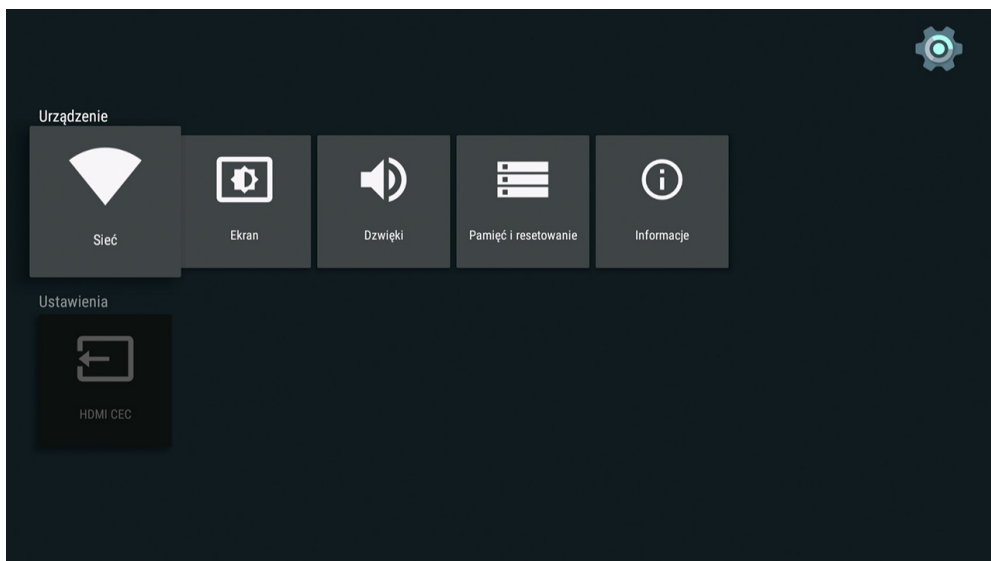 Urządzenie
Sieć
Ekran
Dzwięki
Pamięć i resetowanie
Informacje
Ustawienia
HDMI CEC